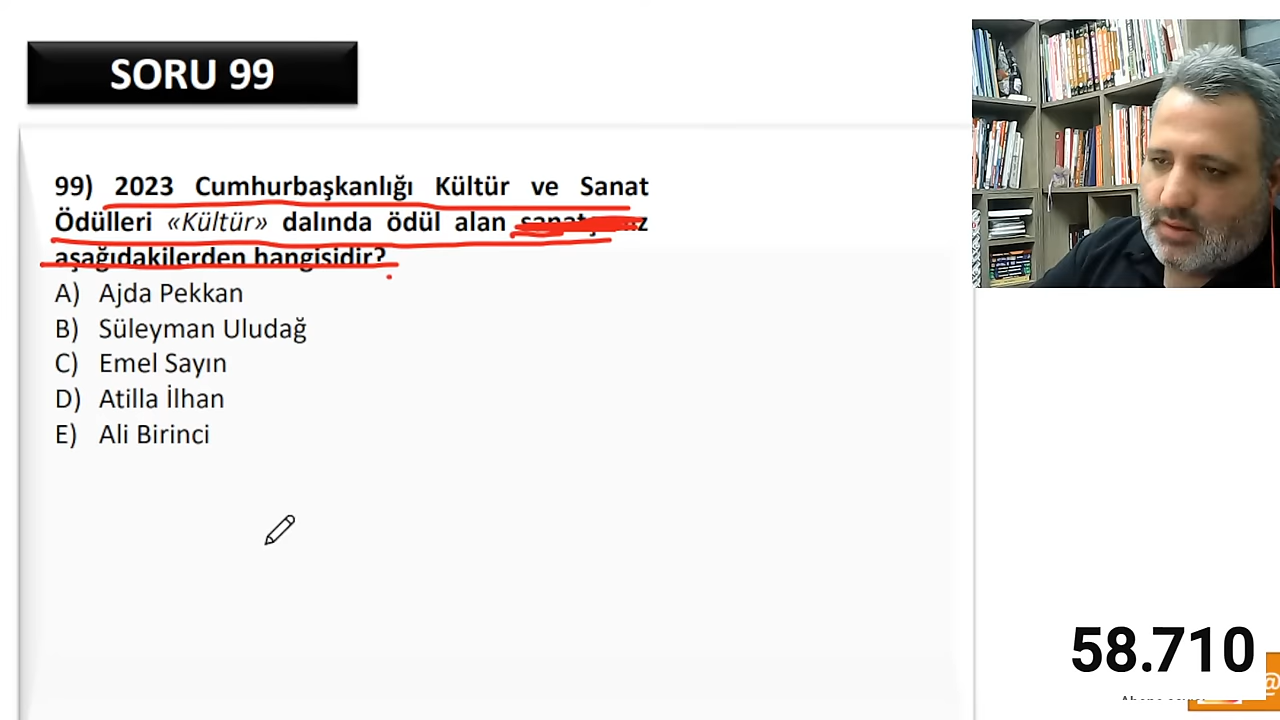 SORU 99
99) 2023 Cumhurbaşkanlığı Kültür ve Sanat
Ödülleri «Kültür» dalında ödül alan
aşağıdakilerden hangisidir?
A) Ajda Pekkan
B) Süleyman Uludağ
C) Emel Sayın
D) Atilla İlhan
E) Ali Birinci
58.710
@